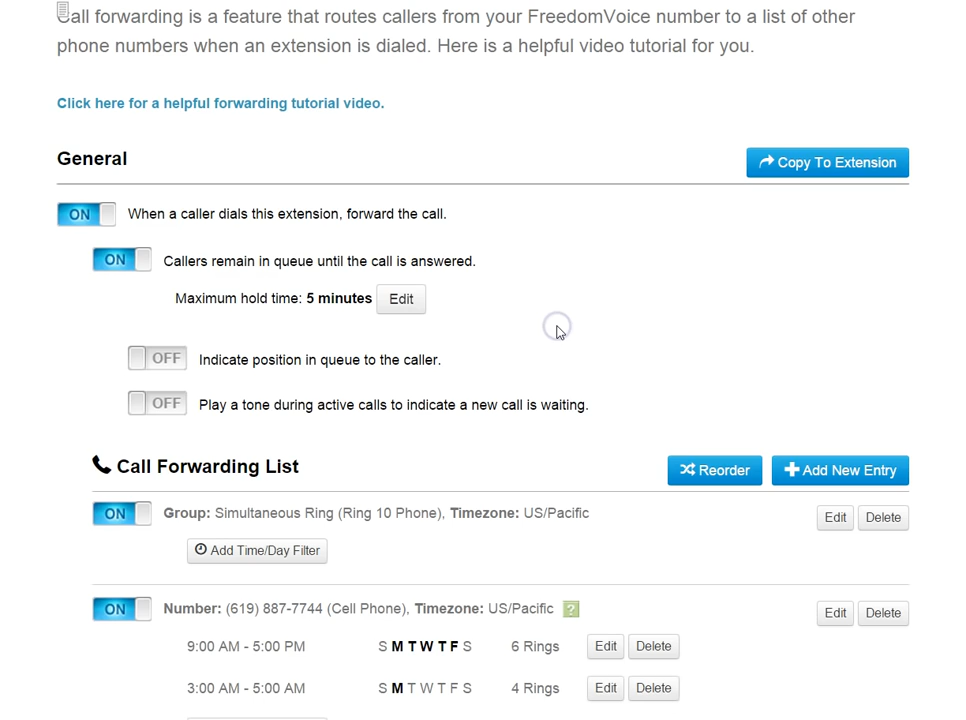 Call forwarding is a feature that routes callers from your FreedomVoice number to a list of other
phone numbers when an extension is dialed. Here is a helpful video tutorial for you.
Click here for a helpful forwarding tutorial video.
General
Copy To Extension
ON When a caller dials this extension, forward the call.
ON Callers remain in queue until the call is answered.
Maximum hold time: 5 minutes Edit
OFF Indicate position in queue to the caller.
OFF Play a tone during active calls to indicate a new call is waiting.
Call Forwarding List Reorder Add New Entry
ON Group: Simultaneous Ring (Ring 10 Phone), Timezone: US/Pacific Edit Delete
Add Time/Day Filter
ON Number: (619) 887-7744 (Cell Phone), Timezone: US/Pacific ? Edit Delete
9:00 AM - 5:00 PM S M T W T F S 6 Rings Edit Delete
3:00 AM - 5:00 AM S M T W T F S 4 Rings Edit Delete